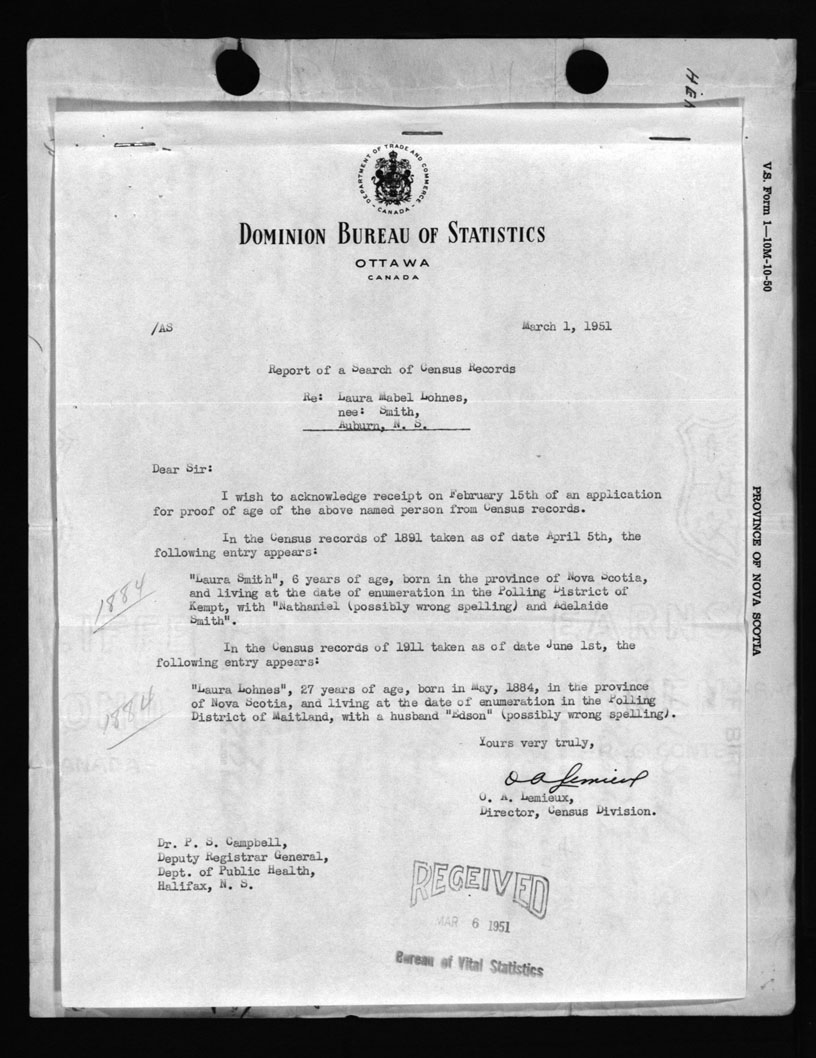 HEA
V.S. Form 1—10M-10-50
PROVINCE OF NOVA SCOTIA
DEPARTMENT OF TRADE AND COMMERCE
- CANADA -
DOMINION BUREAU OF STATISTICS
OTTAWA
CANADA
/AS
March 1, 1951
Report of a Search of Census Records
Re: Laura Mabel Lohnes,
nee: Smith,
Auburn, N. S.
Dear Sir:
I wish to acknowledge receipt on February 15th of an application
for proof of age of the above named person from Census records.
In the Census records of 1891 taken as of date April 5th, the
following entry appears:
"Laura Smith", 6 years of age, born in the province of Nova Scotia,
and living at the date of enumeration in the Polling District of
Kempt, with "Nathaniel (possibly wrong spelling) and Adelaide
Smith".
1884
In the Census records of 1911 taken as of date June 1st, the
following entry appears:
"Laura Lohnes", 27 years of age, born in May, 1884, in the province
of Nova Scotia, and living at the date of enumeration in the Polling
District of Maitland, with a husband "Edson" (possibly wrong spelling).
1884
Yours very truly,
O A Lemieux
O. A. Lemieux,
Director, Census Division.
Dr. P. S. Campbell,
Deputy Registrar General,
Dept. of Public Health,
Halifax, N. S.
RECEIVED
MAR 6 1951
Bureau of Vital Statistics